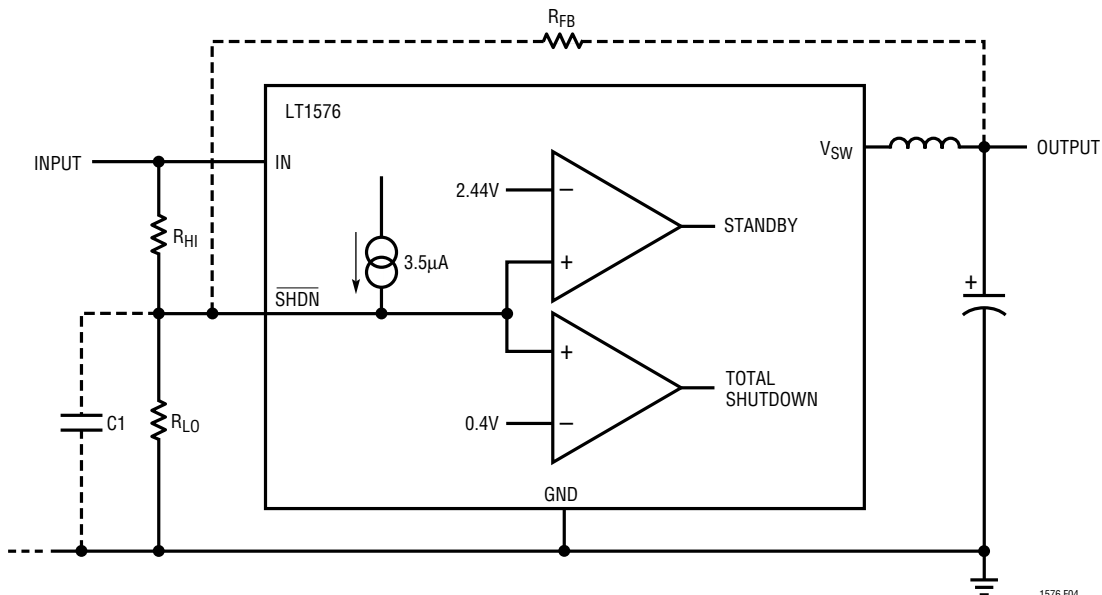 RFB
LT1576
INPUT
IN
VSW
OUTPUT
2.44V
–
STANDBY
+
RHI
3.5µA
+
SHDN
+
TOTAL
SHUTDOWN
C1
RLO
0.4V
–
GND
1576 F04